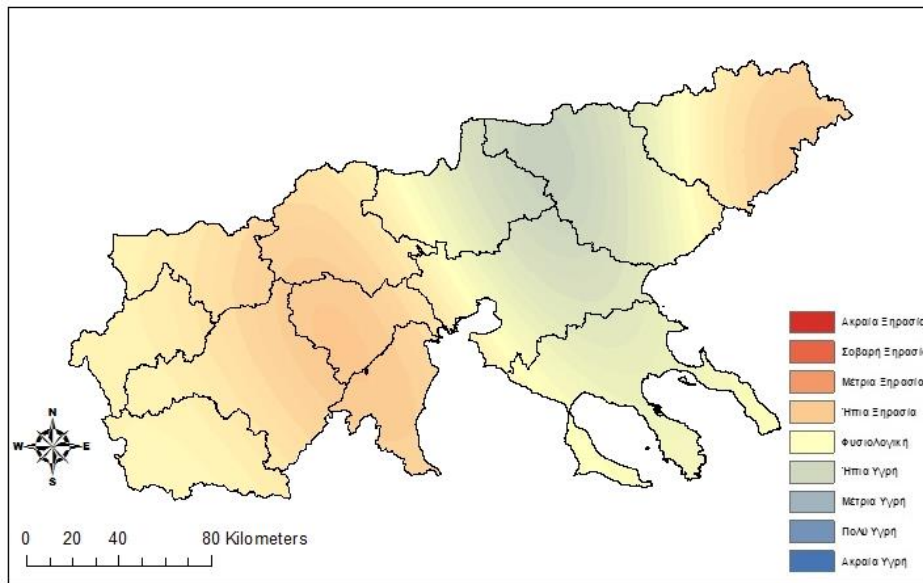 Ακραία Ξηρασία
Σοβαρή Ξηρασία
Μέτρια Ξηρασία
Ήπια Ξηρασία
Φυσιολογική
Ήπια Υγρή
Μέτρια Υγρή
Πολύ Υγρή
Ακραία Υγρή
N
W E
S
0 20 40 80 Kilometers